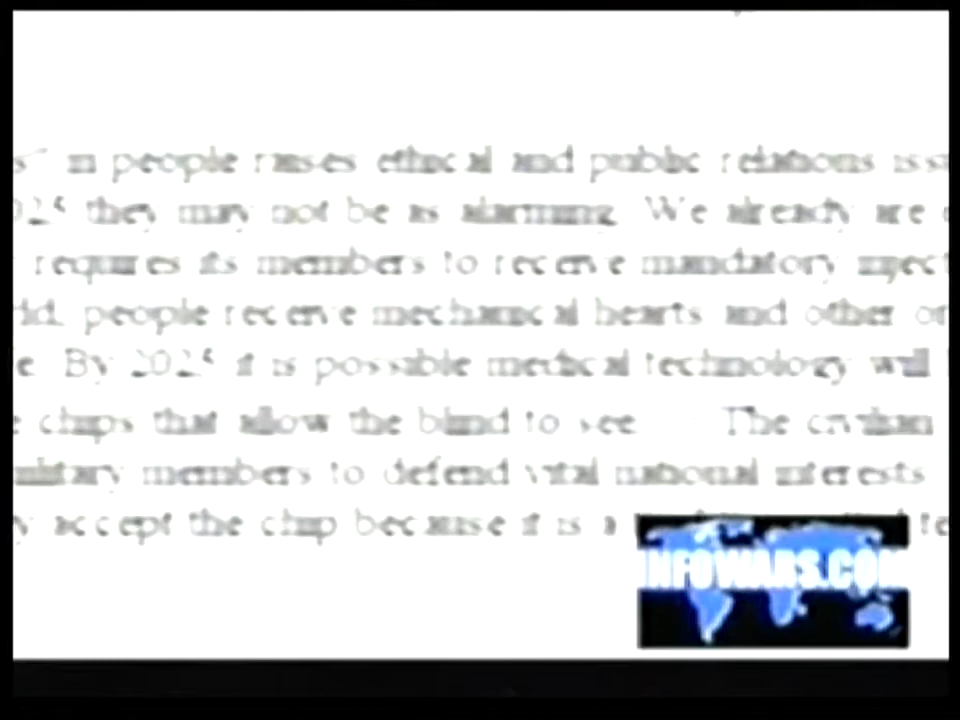 in people raises ethical and public relations
025 they may not be as alarming. We already are
requires its members to receive mandatory
people receive mechanical hearts and other
By 2025 it is possible medical technology will
chips that allow the blind to see. The civilian
military members to defend vital national interests
accept the chip because it is a
INFOWARS.COM